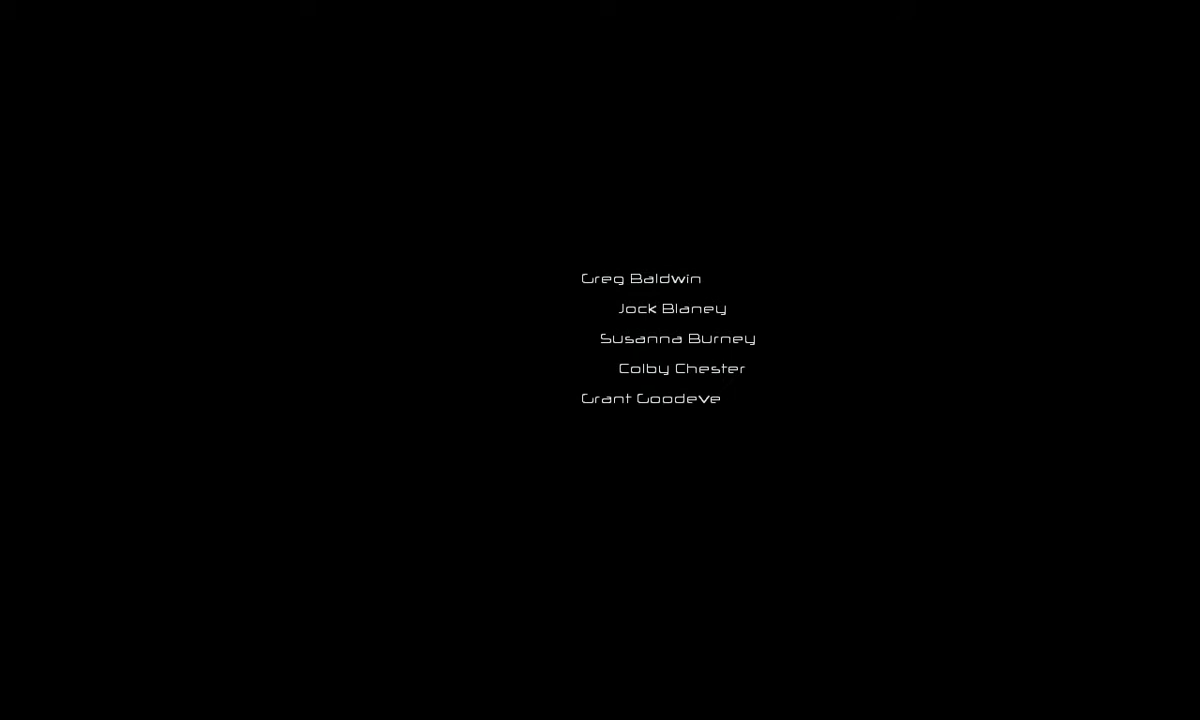 Greg Baldwin
Jock Blaney
Susanna Burney
Colby Chester
Grant Goodeve